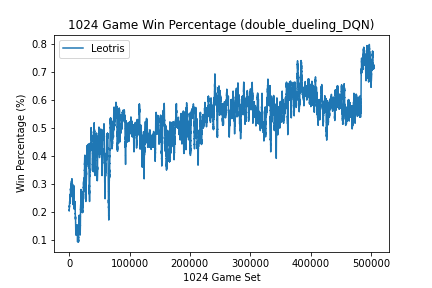 1024 Game Win Percentage (double_dueling_DQN)
Leotris
Win Percentage (%)
0.8
0.7
0.6
0.5
0.4
0.3
0.2
0.1
0 100000 200000 300000 400000 500000
1024 Game Set